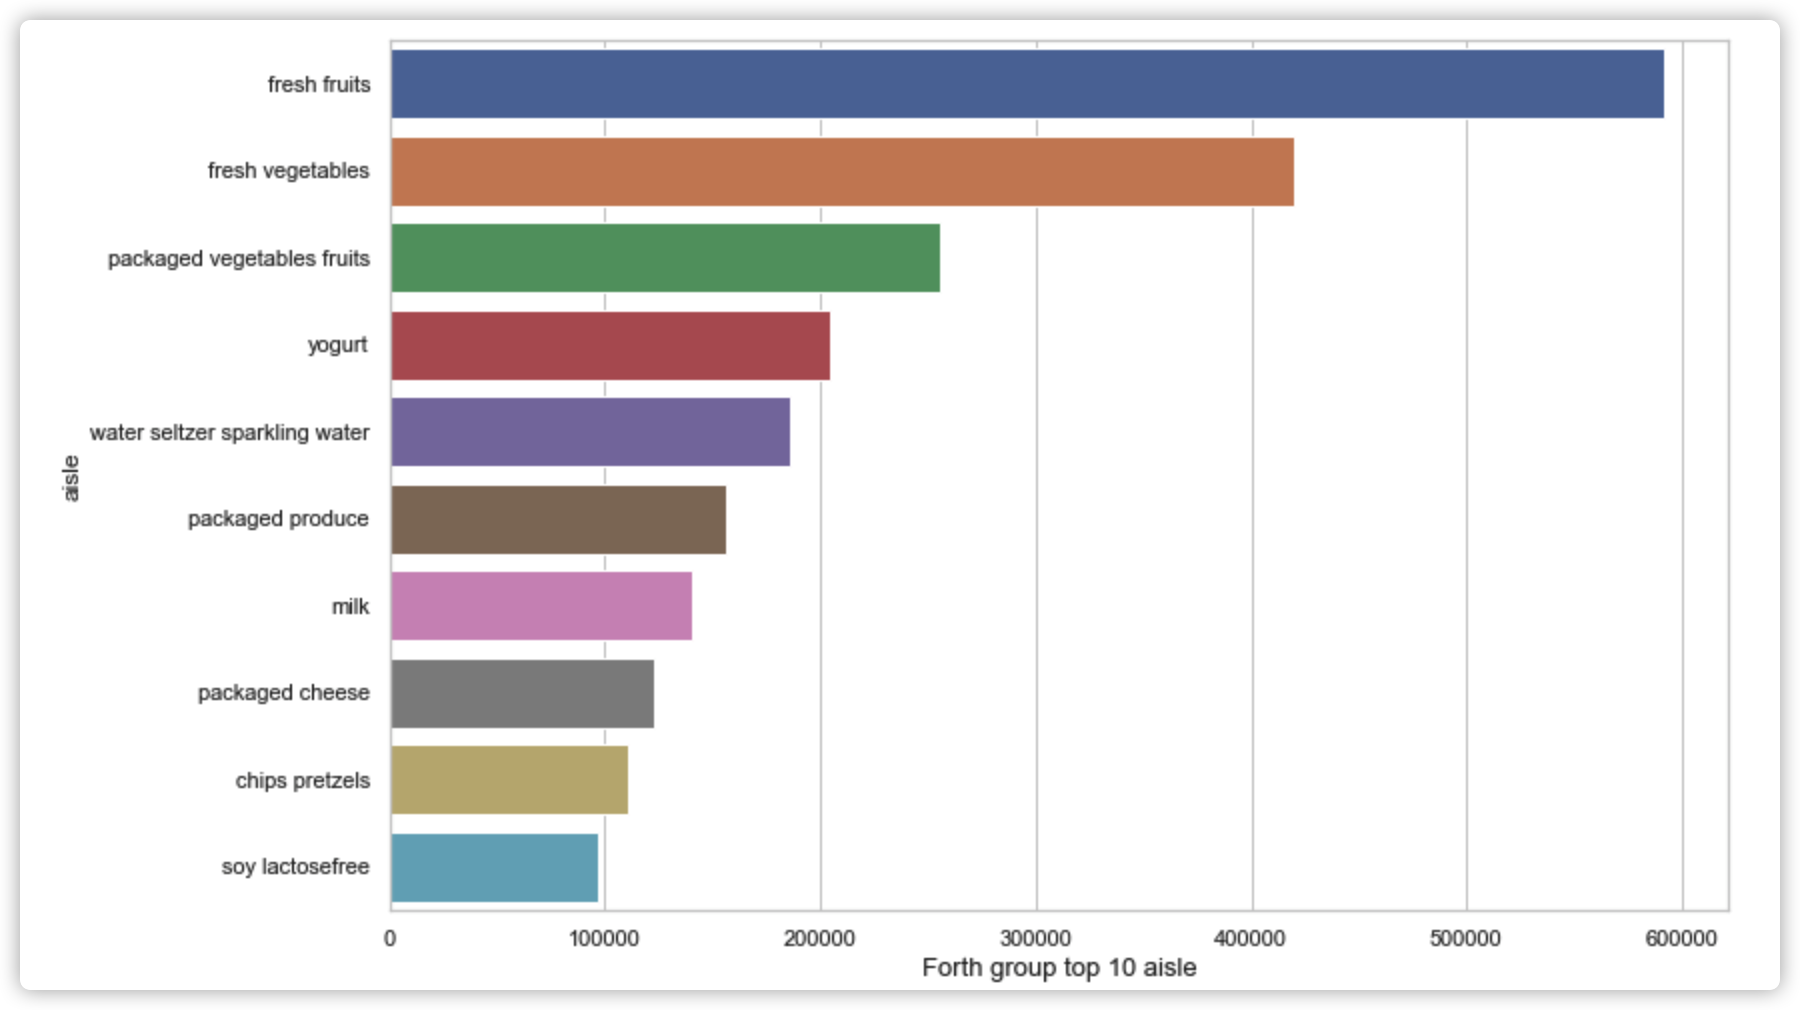 fresh fruits
fresh vegetables
packaged vegetables fruits
yogurt
water seltzer sparkling water
aisle
packaged produce
milk
packaged cheese
chips pretzels
soy lactosefree
0 100000 200000 300000 400000 500000 600000
Forth group top 10 aisle